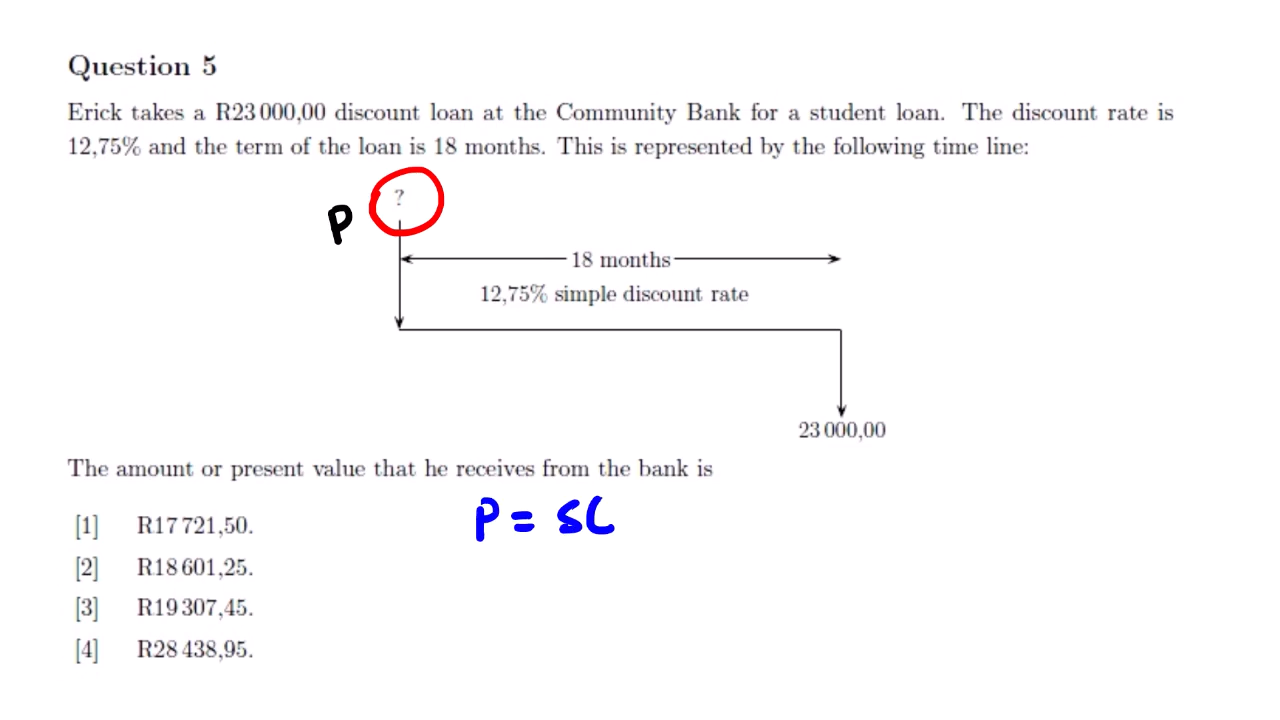 Question 5
Erick takes a R23 000,00 discount loan at the Community Bank for a student loan. The discount rate is
12,75% and the term of the loan is 18 months. This is represented by the following time line:
?
P
18 months
12,75% simple discount rate
23 000,00
The amount or present value that he receives from the bank is
P = S(
[1] R17 721,50.
[2] R18 601,25.
[3] R19 307,45.
[4] R28 438,95.